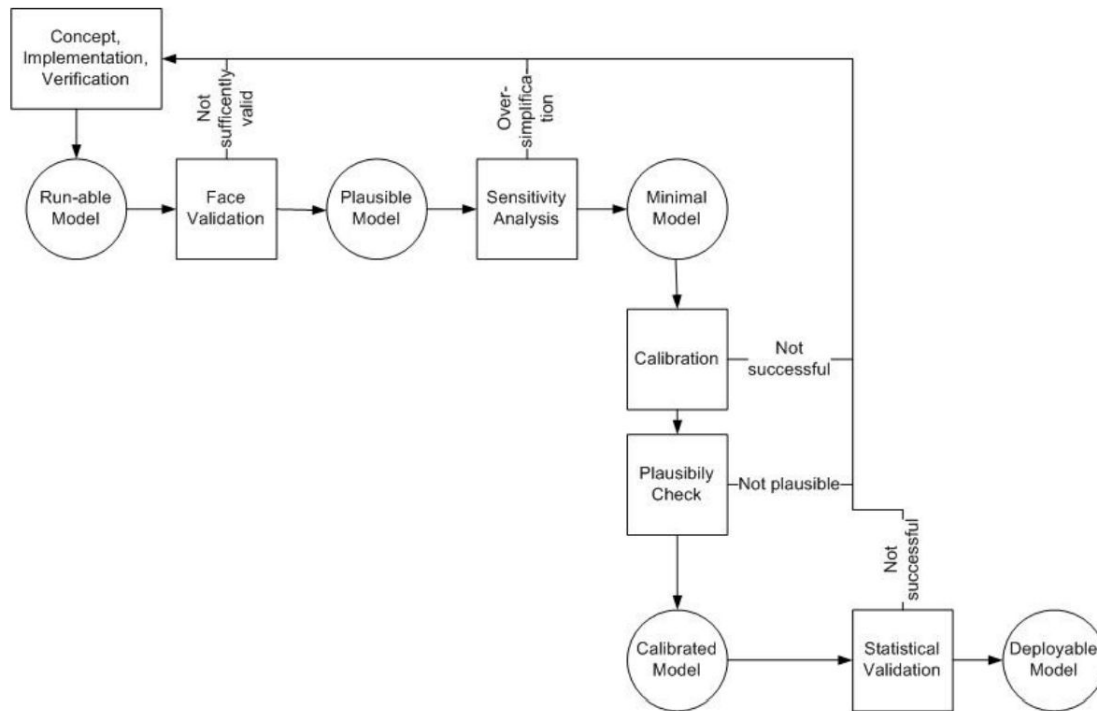 Concept,
Implementation,
Verification
Not
sufficently
valid
Over-
simplifica
tion
Run-able
Model
Face
Validation
Plausible
Model
Sensitivity
Analysis
Minimal
Model
Calibration
Not
successful
Plausibily
Check
Not plausible
Not
successful
Calibrated
Model
Statistical
Validation
Deployable
Model